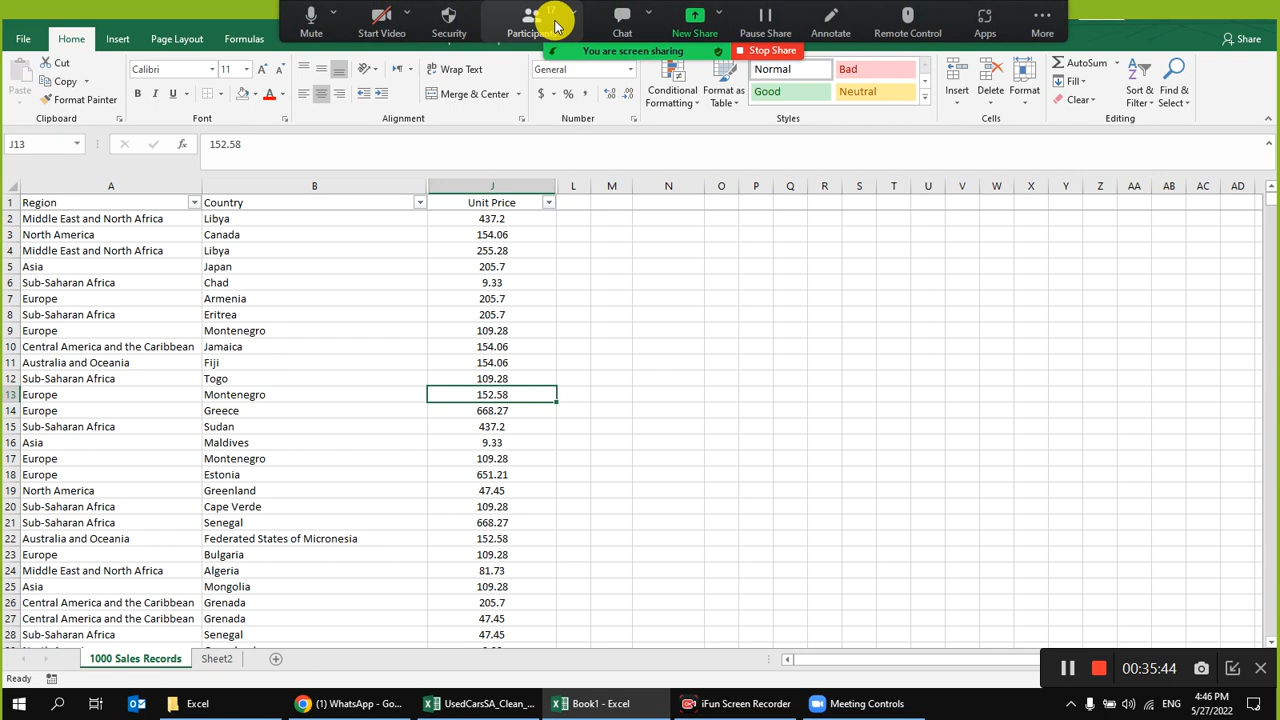 17
Mute
Start Video
Security
Participants
Chat
New Share
Pause Share
Annotate
Remote Control
Apps
More
You are screen sharing
Stop Share
File Home Insert Page Layout Formulas
Share
Cut
Copy
Format Painter
Paste
Clipboard
Calibri 11
B I U
Font
Wrap Text
Merge & Center
Alignment
General
$ % ,
Number
Conditional Formatting
Format as Table
Normal Bad
Good Neutral
Styles
Insert Delete Format
Cells
AutoSum
Fill
Clear
Sort & Filter
Find & Select
Editing
J13 fx 152.58
A B J L M N O P Q R S T U V W X Y Z AA AB AC AD
1 Region Country Unit Price
2 Middle East and North Africa Libya 437.2
3 North America Canada 154.06
4 Middle East and North Africa Libya 255.28
5 Asia Japan 205.7
6 Sub-Saharan Africa Chad 9.33
7 Europe Armenia 205.7
8 Sub-Saharan Africa Eritrea 205.7
9 Europe Montenegro 109.28
10 Central America and the Caribbean Jamaica 154.06
11 Australia and Oceania Fiji 154.06
12 Sub-Saharan Africa Togo 109.28
13 Europe Montenegro 152.58
14 Europe Greece 668.27
15 Sub-Saharan Africa Sudan 437.2
16 Asia Maldives 9.33
17 Europe Montenegro 109.28
18 Europe Estonia 651.21
19 North America Greenland 47.45
20 Sub-Saharan Africa Cape Verde 109.28
21 Sub-Saharan Africa Senegal 668.27
22 Australia and Oceania Federated States of Micronesia 152.58
23 Europe Bulgaria 109.28
24 Middle East and North Africa Algeria 81.73
25 Asia Mongolia 109.28
26 Central America and the Caribbean Grenada 205.7
27 Central America and the Caribbean Grenada 47.45
28 Sub-Saharan Africa Senegal 47.45
1000 Sales Records Sheet2
Ready
00:35:44
Excel
(1) WhatsApp - Go...
UsedCarsSA_Clean_...
Book1 - Excel
iFun Screen Recorder
Meeting Controls
4:46 PM
5/27/2022